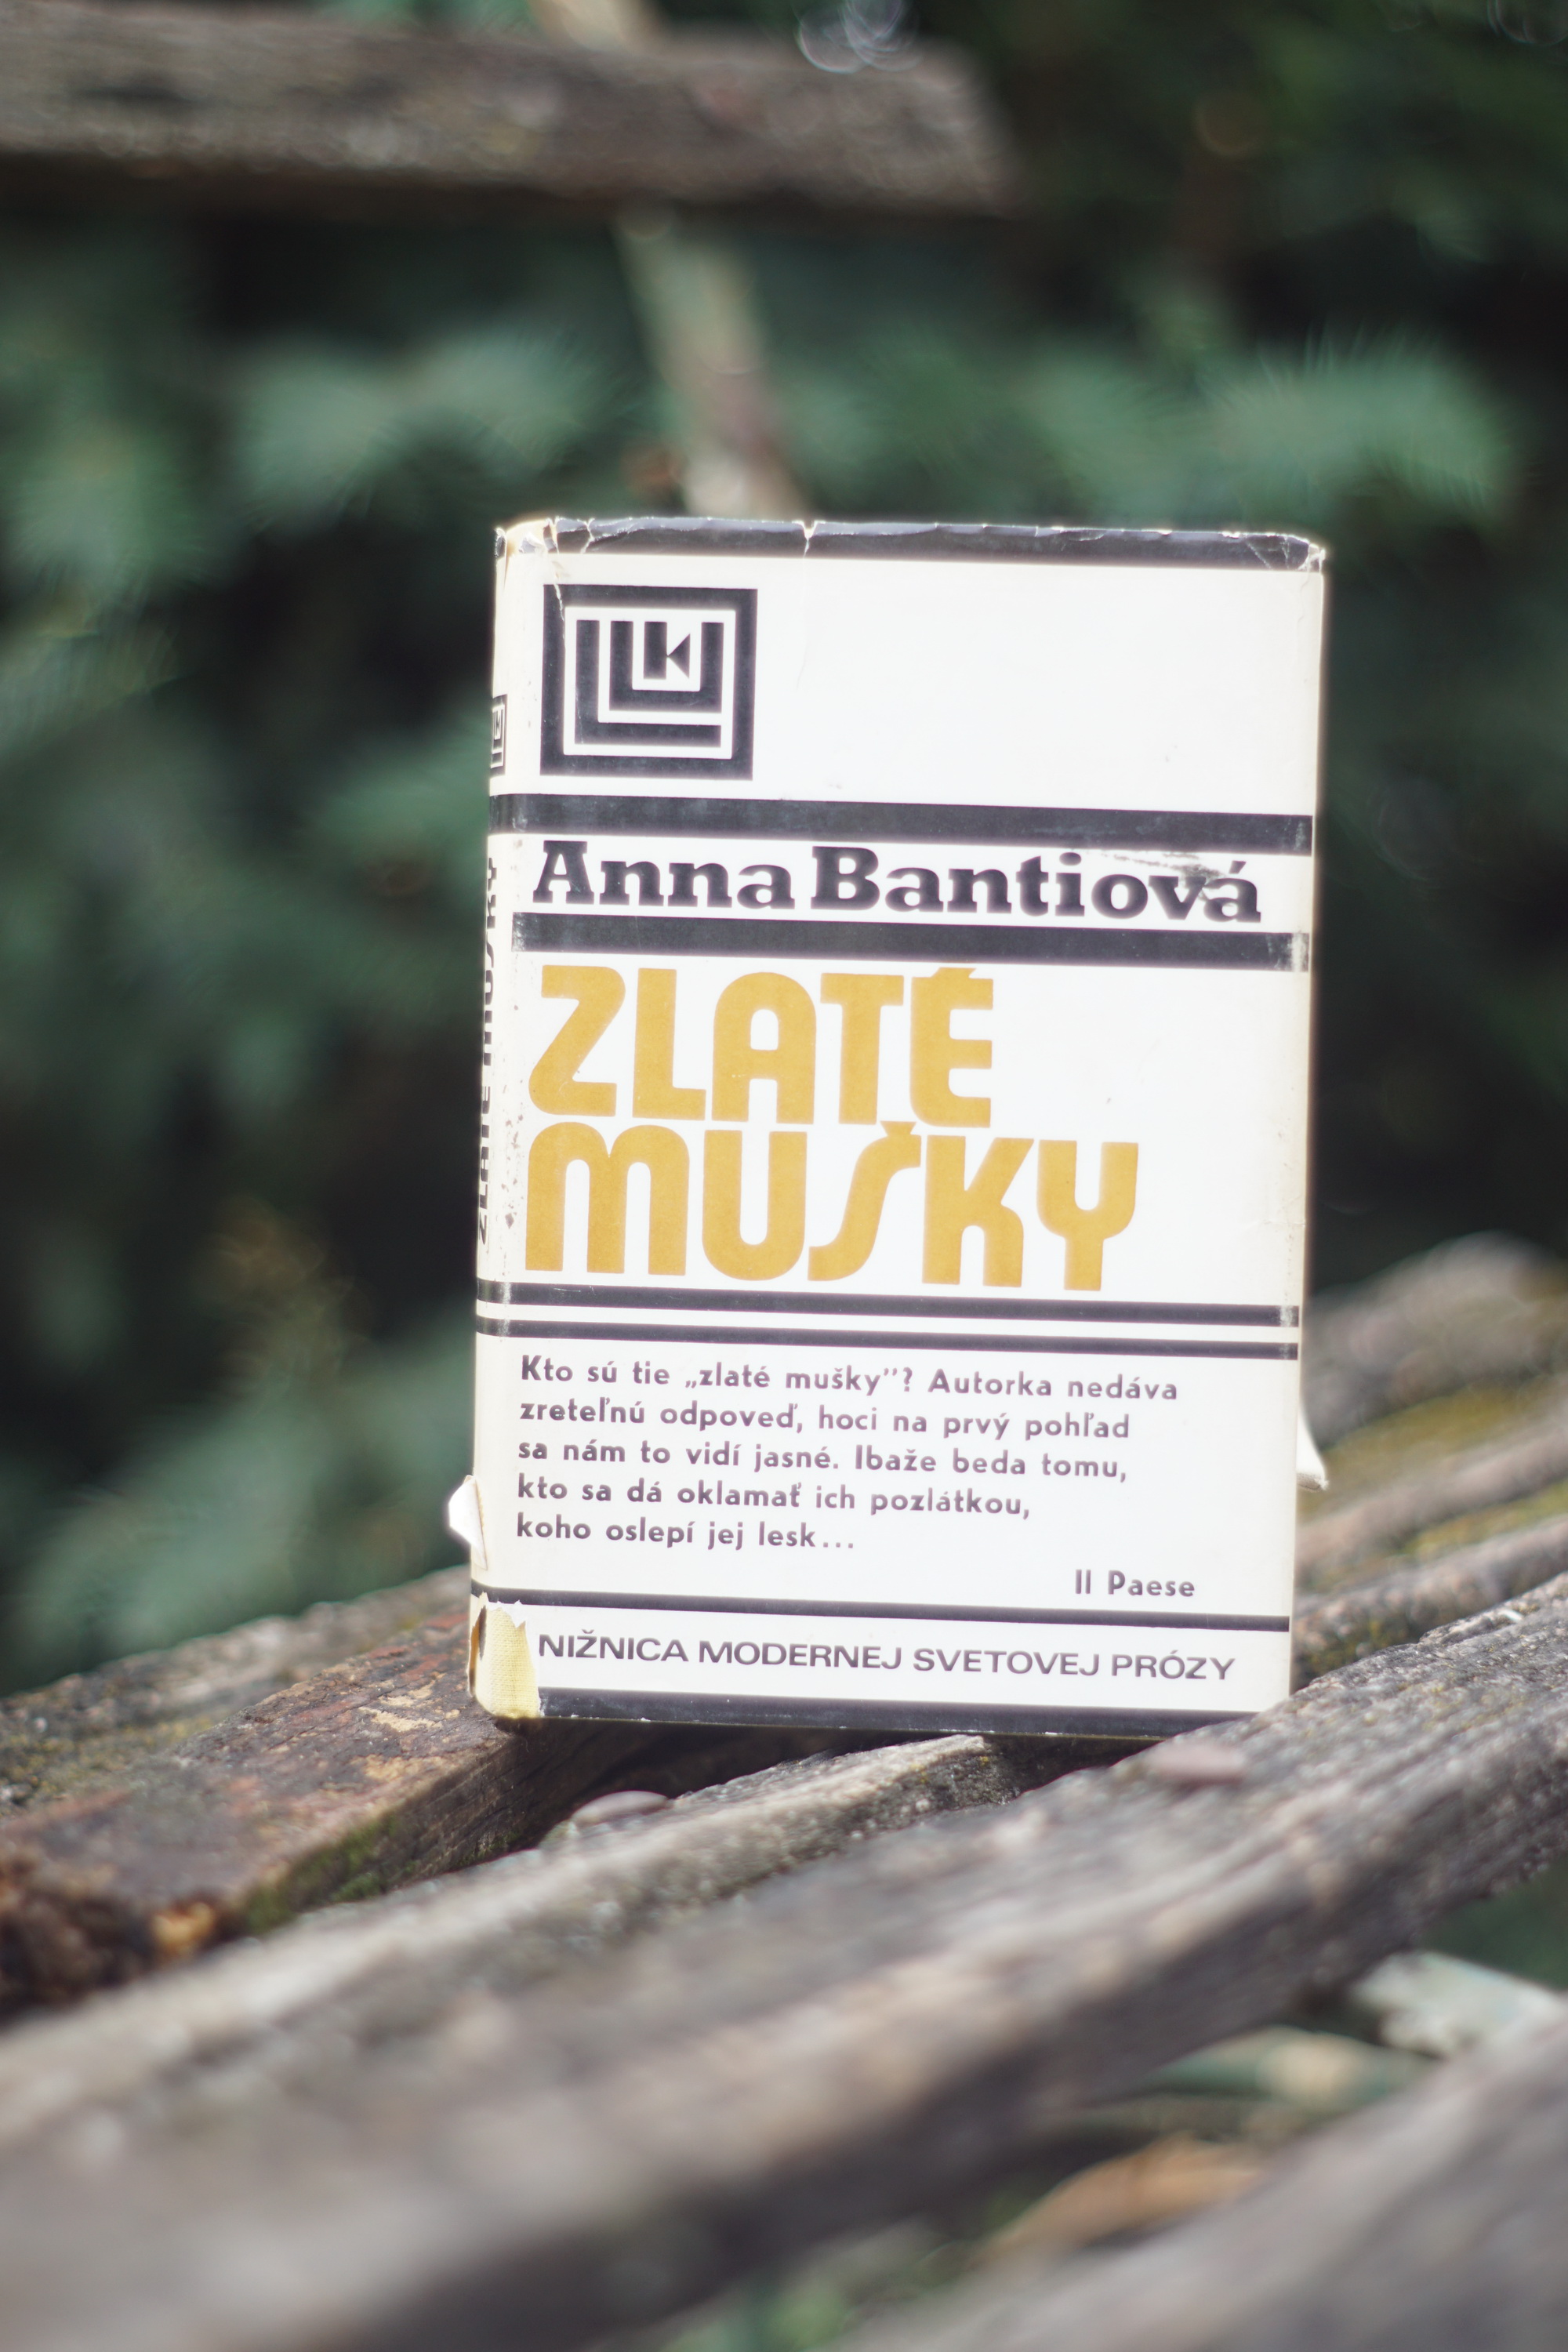 Anna Bantiová
ZLATÉ
MUŠKY
Kto sú tie „zlaté mušky”? Autorka nedáva
zreteľnú odpoveď, hoci na prvý pohľad
sa nám to vidí jasné. Ibaže beda tomu,
kto sa dá oklamať ich pozlátkou,
koho oslepí jej lesk...
Il Paese
NIŽNICA MODERNEJ SVETOVEJ PRÓZY
ZLATÉ MUŠKY